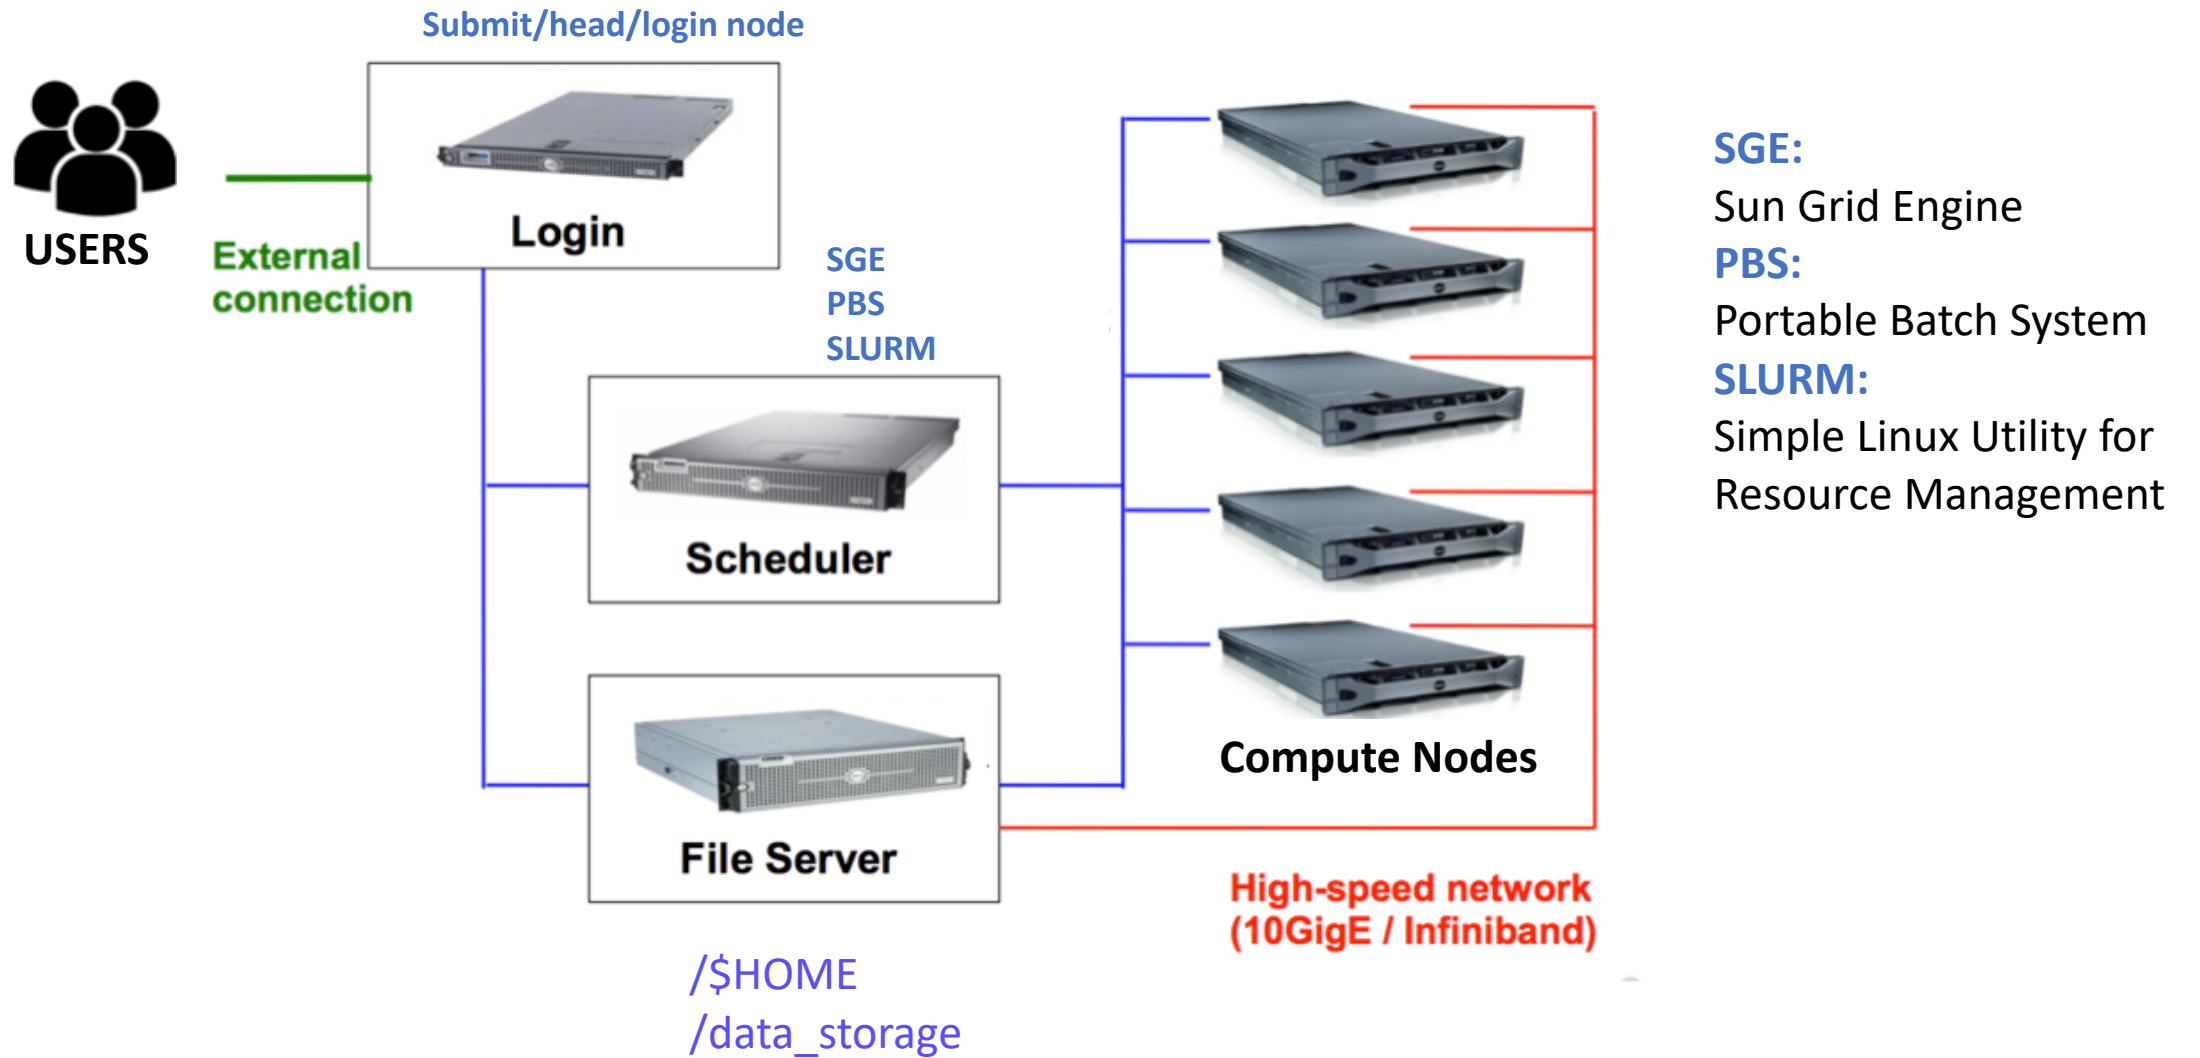 Submit/head/login node
USERS
External
connection
Login
SGE
PBS
SLURM
Scheduler
File Server
/$HOME
/data_storage
Compute Nodes
High-speed network
(10GigE / Infiniband)
SGE:
Sun Grid Engine
PBS:
Portable Batch System
SLURM:
Simple Linux Utility for
Resource Management